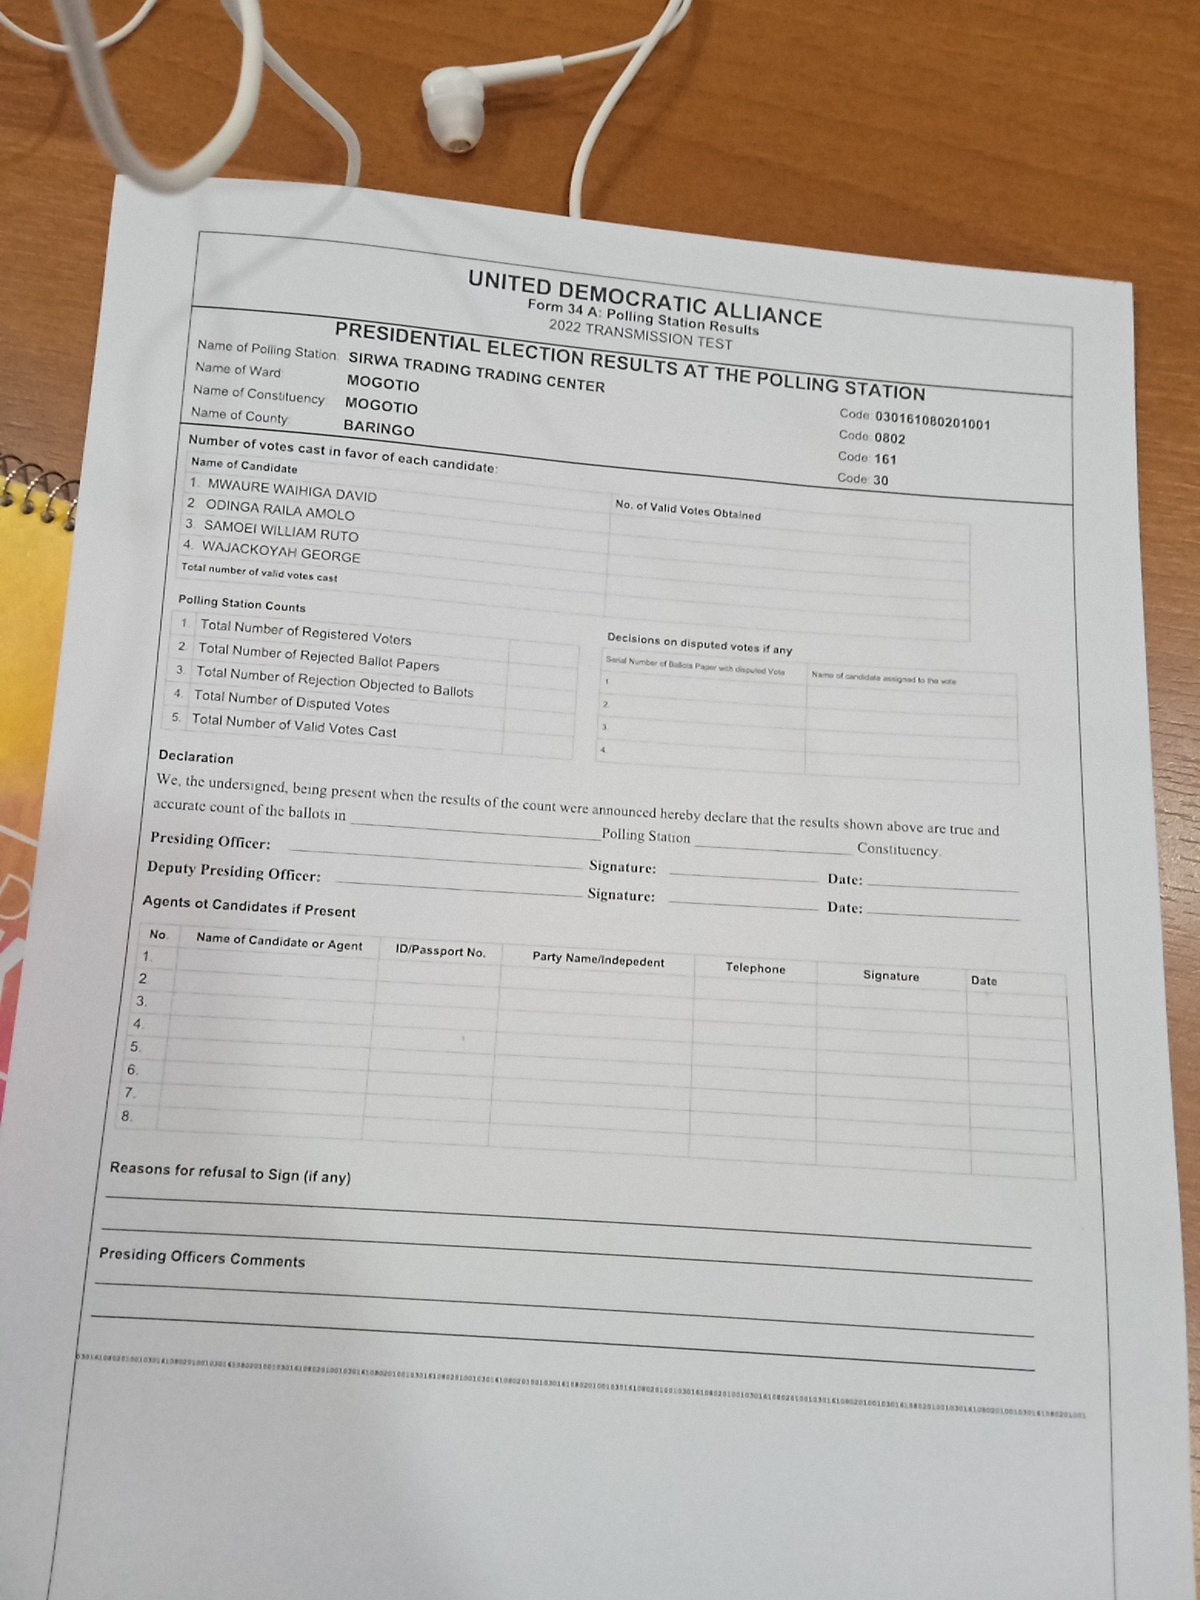 UNITED DEMOCRATIC ALLIANCE
Form 34 A: Polling Station Results
2022 TRANSMISSION TEST
PRESIDENTIAL ELECTION RESULTS AT THE POLLING STATION
Name of Polling Station: SIRWA TRADING TRADING CENTER Code: 030161080201001
Name of Ward: MOGOTIO Code: 0802
Name of Constituency MOGOTIO Code: 161
Name of County: BARINGO Code: 30
Number of votes cast in favor of each candidate:
Name of Candidate No. of Valid Votes Obtained
1. MWAURE WAIHIGA DAVID
2 ODINGA RAILA AMOLO
3. SAMOEI WILLIAM RUTO
4. WAJACKOYAH GEORGE
Total number of valid votes cast
Polling Station Counts
1. Total Number of Registered Voters
2. Total Number of Rejected Ballot Papers
3. Total Number of Rejection Objected to Ballots
4. Total Number of Disputed Votes
5. Total Number of Valid Votes Cast
Decisions on disputed votes if any
Serial Number of Ballots Paper with disputed Vote Name of candidate assigned to the vote
1.
2.
3.
4.
Declaration
We, the undersigned, being present when the results of the count were announced hereby declare that the results shown above are true and
accurate count of the ballots in Polling Station Constituency.
Presiding Officer: Signature: Date:
Deputy Presiding Officer: Signature: Date:
Agents ot Candidates if Present
No. Name of Candidate or Agent ID/Passport No. Party Name/Indepedent Telephone Signature Date
1.
2
3.
4.
5.
6.
7.
8.
Reasons for refusal to Sign (if any)
Presiding Officers Comments